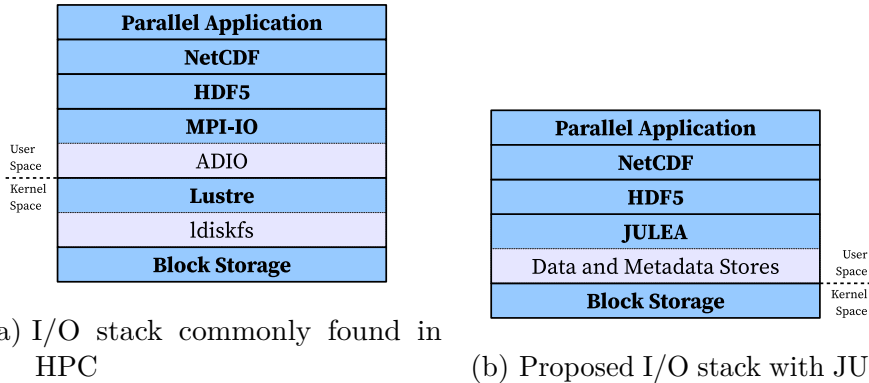 Parallel Application
NetCDF
HDF5
MPI-IO
ADIO
Lustre
ldiskfs
Block Storage
User
Space
Kernel
Space
a) I/O stack commonly found in
HPC
Parallel Application
NetCDF
HDF5
JULEA
Data and Metadata Stores
Block Storage
User
Space
Kernel
Space
(b) Proposed I/O stack with JU